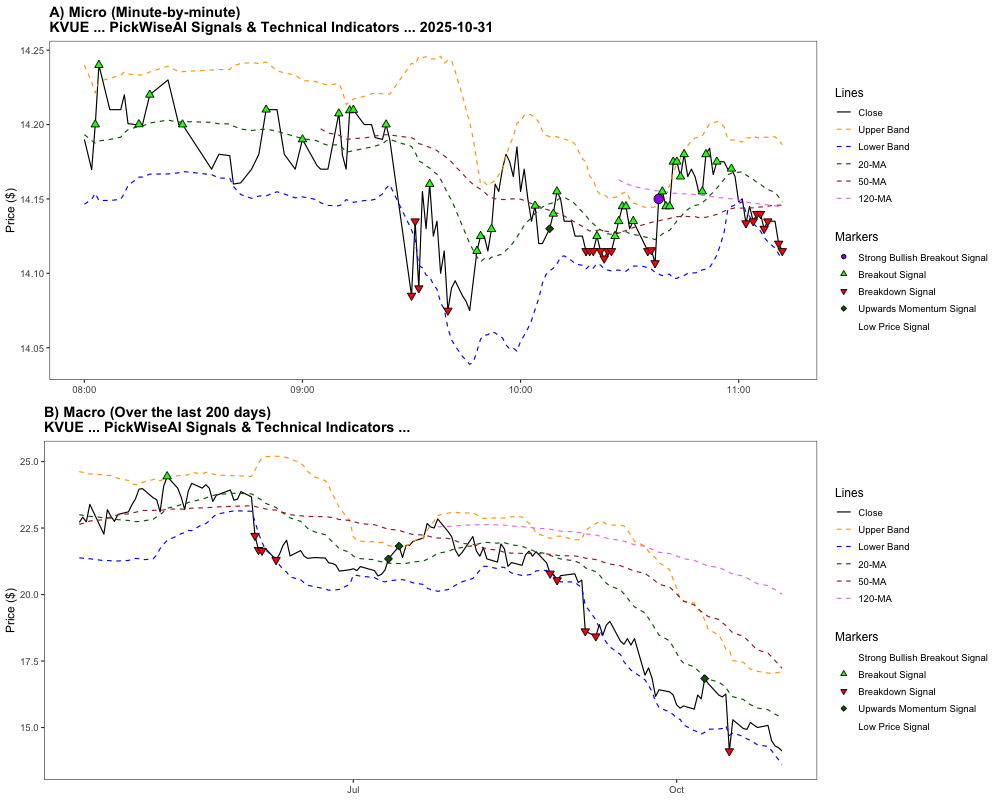 A) Micro (Minute-by-minute)
KVUE ... PickWiseAI Signals & Technical Indicators ... 2025-10-31
14.25
14.20
14.15
14.10
14.05
Price ($)
08:00
09:00
10:00
11:00
Lines
Close
Upper Band
Lower Band
20-MA
50-MA
120-MA
Markers
Strong Bullish Breakout Signal
Breakout Signal
Breakdown Signal
Upwards Momentum Signal
Low Price Signal
B) Macro (Over the last 200 days)
KVUE ... PickWiseAI Signals & Technical Indicators ...
25.0
22.5
20.0
17.5
15.0
Price ($)
Jul
Oct
Lines
Close
Upper Band
Lower Band
20-MA
50-MA
120-MA
Markers
Strong Bullish Breakout Signal
Breakout Signal
Breakdown Signal
Upwards Momentum Signal
Low Price Signal